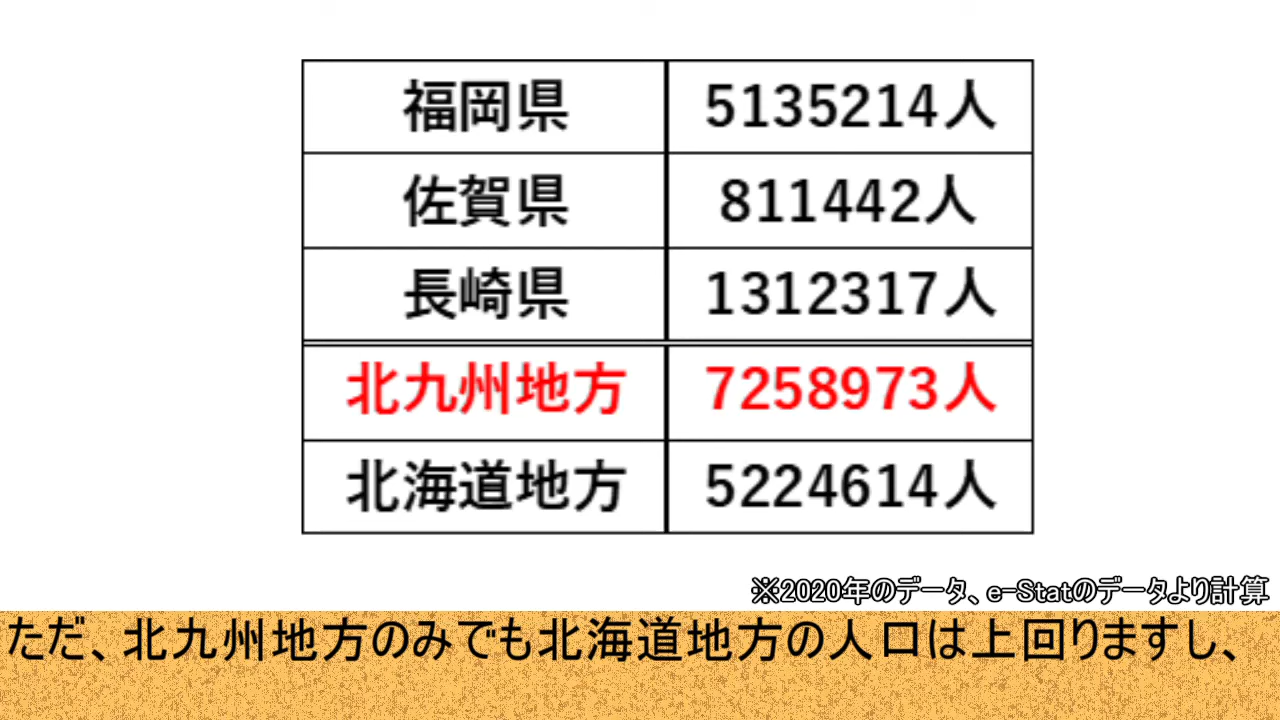 福岡県 5135214人
佐賀県 811442人
長崎県 1312317人
北九州地方 7258973人
北海道地方 5224614人
※2020年のデータ、e-Statのデータより計算
ただ、北九州地方のみでも北海道地方の人口は上回りますし、